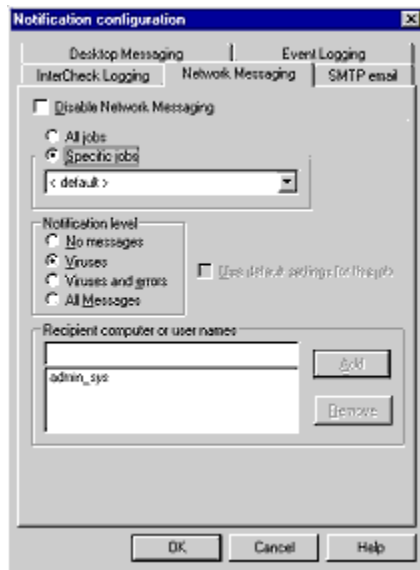 Notification configuration
Desktop Messaging
Event Logging
InterCheck Logging
Network Messaging
SMTP email
Disable Network Messaging
All jobs
Specific jobs
< default >
Notification level
No messages
Viruses
Viruses and errors
All Messages
Use default settings for this job
Recipient computer or user names
Add
admin_sys
Remove
OK
Cancel
Help